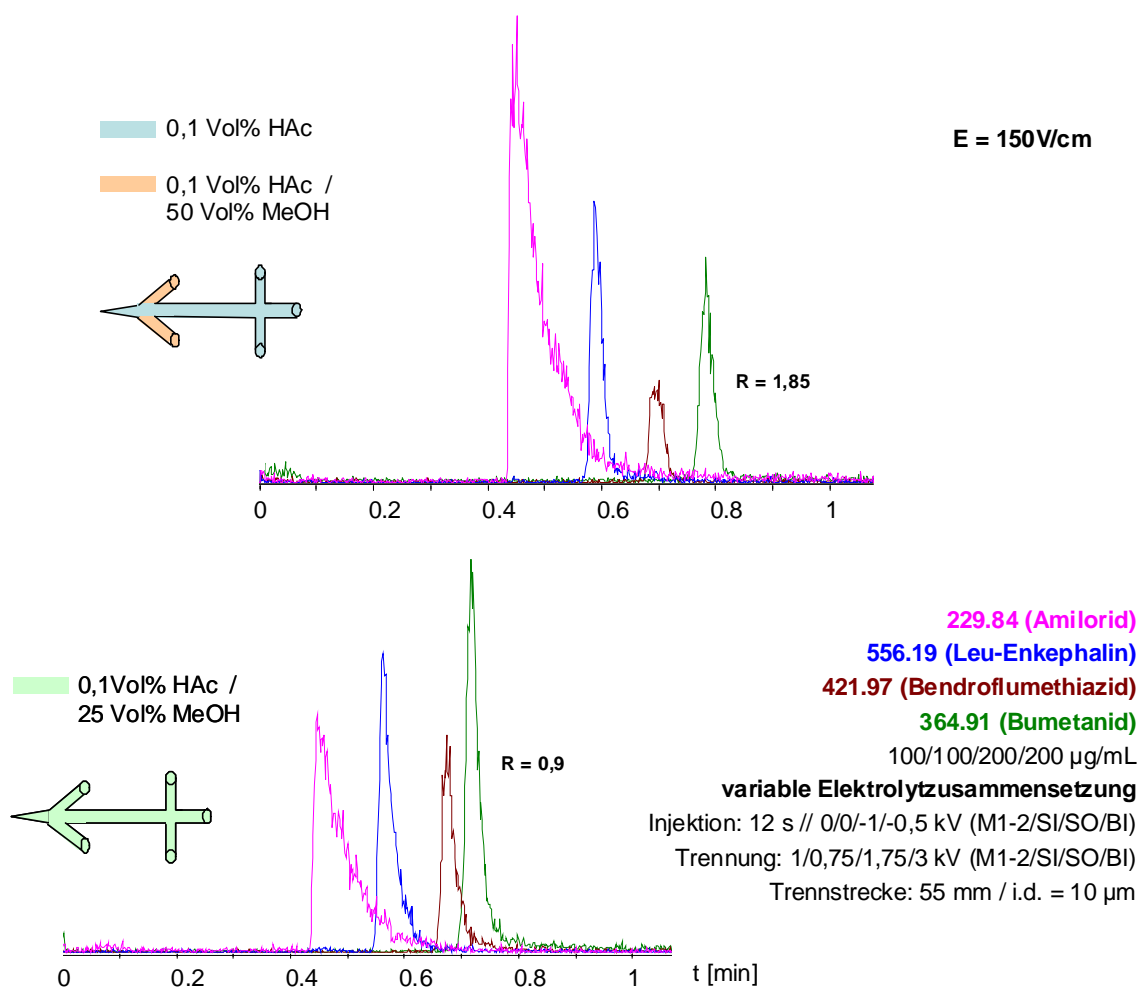 0,1 Vol% HAc
0,1 Vol% HAc /
50 Vol% MeOH
E = 150V/cm
R = 1,85
0 0.2 0.4 0.6 0.8 1
0,1Vol% HAc /
25 Vol% MeOH
R = 0,9
0 0.2 0.4 0.6 0.8 1 t [min]
229.84 (Amilorid)
556.19 (Leu-Enkephalin)
421.97 (Bendroflumethiazid)
364.91 (Bumetanid)
100/100/200/200 µg/mL
variable Elektrolytzusammensetzung
Injektion: 12 s // 0/0/-1/-0,5 kV (M1-2/SI/SO/BI)
Trennung: 1/0,75/1,75/3 kV (M1-2/SI/SO/BI)
Trennstrecke: 55 mm / i.d. = 10 µm